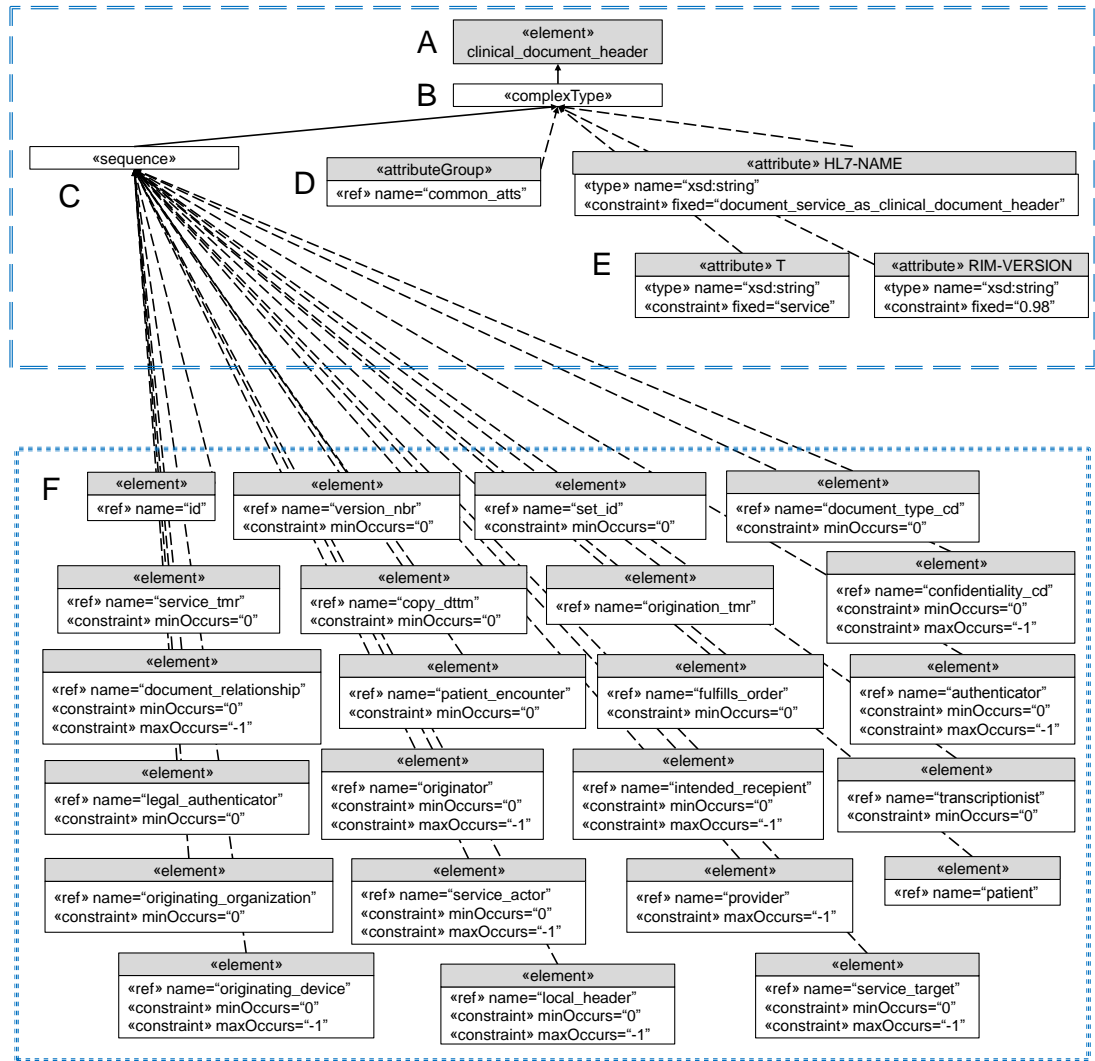 A
«element»
clinical_document_header
B
«complexType»
«sequence»
C
D
«attributeGroup»
«ref» name=“common_atts”
«attribute» HL7-NAME
«type» name=“xsd:string”
«constraint» fixed=“document_service_as_clinical_document_header”
E
«attribute» T
«type» name=“xsd:string”
«constraint» fixed=“service”
«attribute» RIM-VERSION
«type» name=“xsd:string”
«constraint» fixed=“0.98”
F
«element»
«ref» name=“id”
«element»
«ref» name=“version_nbr”
«constraint» minOccurs=“0”
«element»
«ref» name=“set_id”
«constraint» minOccurs=“0”
«element»
«ref» name=“document_type_cd”
«constraint» minOccurs=“0”
«element»
«ref» name=“service_tmr”
«constraint» minOccurs=“0”
«element»
«ref» name=“copy_dttm”
«constraint» minOccurs=“0”
«element»
«ref» name=“origination_tmr”
«element»
«ref» name=“confidentiality_cd”
«constraint» minOccurs=“0”
«constraint» maxOccurs=“-1”
«element»
«ref» name=“document_relationship”
«constraint» minOccurs=“0”
«constraint» maxOccurs=“-1”
«element»
«ref» name=“patient_encounter”
«constraint» minOccurs=“0”
«element»
«ref» name=“fulfills_order”
«constraint» minOccurs=“0”
«element»
«ref» name=“authenticator”
«constraint» minOccurs=“0”
«constraint» maxOccurs=“-1”
«element»
«ref» name=“legal_authenticator”
«constraint» minOccurs=“0”
«element»
«ref» name=“originator”
«constraint» minOccurs=“0”
«constraint» maxOccurs=“-1”
«element»
«ref» name=“intended_recepient”
«constraint» minOccurs=“0”
«constraint» maxOccurs=“-1”
«element»
«ref» name=“transcriptionist”
«constraint» minOccurs=“0”
«element»
«ref» name=“originating_organization”
«constraint» minOccurs=“0”
«element»
«ref» name=“service_actor”
«constraint» minOccurs=“0”
«constraint» maxOccurs=“-1”
«element»
«ref» name=“provider”
«constraint» maxOccurs=“-1”
«element»
«ref» name=“patient”
«element»
«ref» name=“originating_device”
«constraint» minOccurs=“0”
«constraint» maxOccurs=“-1”
«element»
«ref» name=“local_header”
«constraint» minOccurs=“0”
«constraint» maxOccurs=“-1”
«element»
«ref» name=“service_target”
«constraint» minOccurs=“0”
«constraint» maxOccurs=“-1”